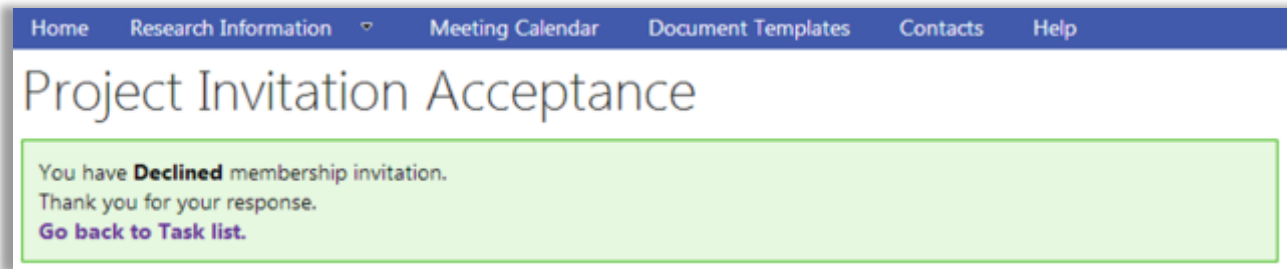 Home Research Information Meeting Calendar Document Templates Contacts Help
Project Invitation Acceptance
You have Declined membership invitation.
Thank you for your response.
Go back to Task list.